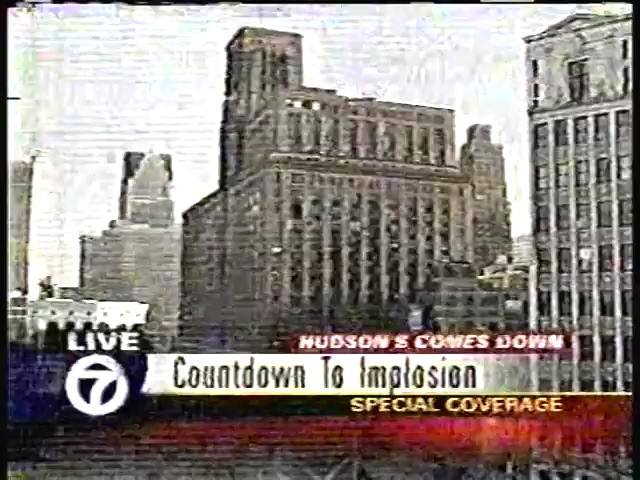 HUDSON'S COMES DOWN
LIVE
7
Countdown To Implosion
SPECIAL COVERAGE